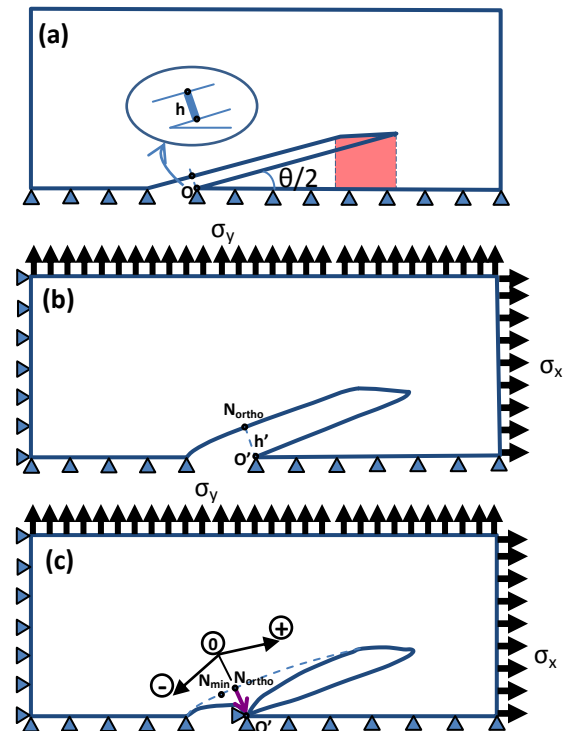 (a)
h
O
θ/2
σy
(b)
σx
Northo
h'
O'
σy
(c)
0
+
-
σx
Nmin
Northo
O'